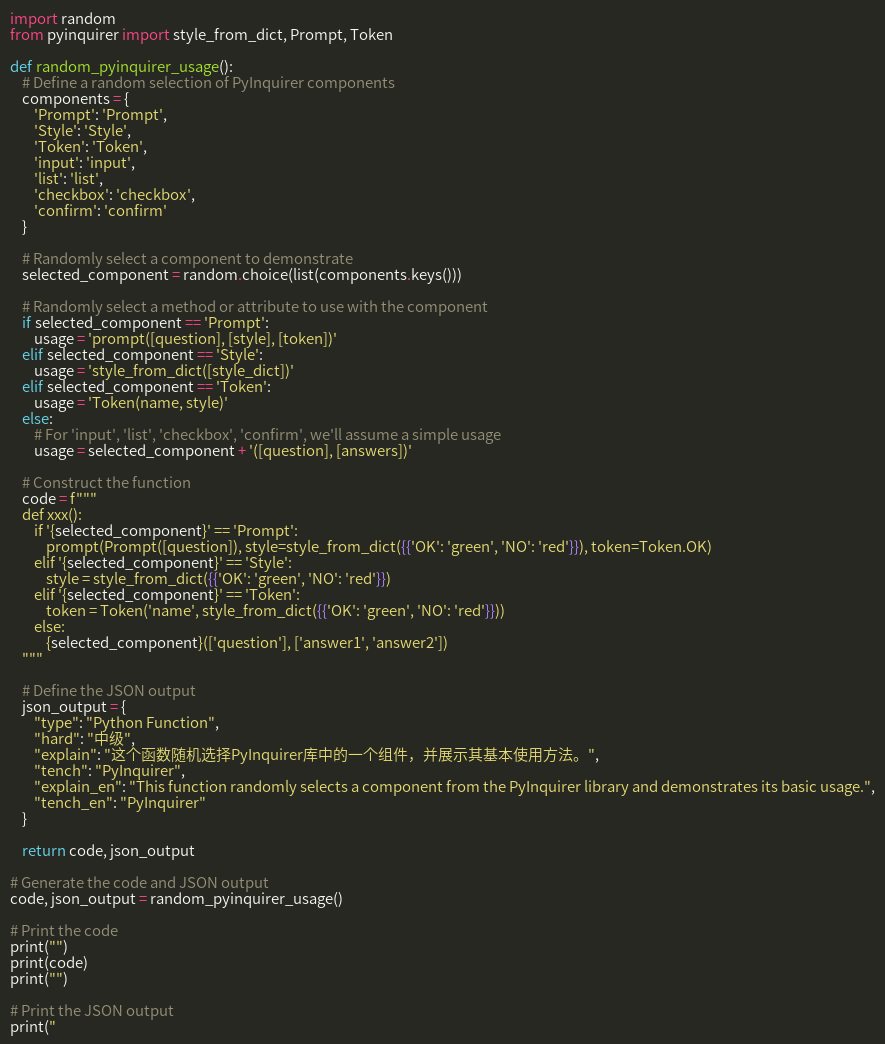 import random
from pyinquirer import style_from_dict, Prompt, Token

def random_pyinquirer_usage():
    # Define a random selection of PyInquirer components
    components = {
        'Prompt': 'Prompt',
        'Style': 'Style',
        'Token': 'Token',
        'input': 'input',
        'list': 'list',
        'checkbox': 'checkbox',
        'confirm': 'confirm'
    }

    # Randomly select a component to demonstrate
    selected_component = random.choice(list(components.keys()))

    # Randomly select a method or attribute to use with the component
    if selected_component == 'Prompt':
        usage = 'prompt([question], [style], [token])'
    elif selected_component == 'Style':
        usage = 'style_from_dict([style_dict])'
    elif selected_component == 'Token':
        usage = 'Token(name, style)'
    else:
        # For 'input', 'list', 'checkbox', 'confirm', we'll assume a simple usage
        usage = selected_component + '([question], [answers])'

    # Construct the function
    code = f"""
    def xxx():
        if '{selected_component}' == 'Prompt':
            prompt(Prompt([question]), style=style_from_dict({{'OK': 'green', 'NO': 'red'}}), token=Token.OK)
        elif '{selected_component}' == 'Style':
            style = style_from_dict({{'OK': 'green', 'NO': 'red'}})
        elif '{selected_component}' == 'Token':
            token = Token('name', style_from_dict({{'OK': 'green', 'NO': 'red'}}))
        else:
            {selected_component}(['question'], ['answer1', 'answer2'])
    """

    # Define the JSON output
    json_output = {
        "type": "Python Function",
        "hard": "中级",
        "explain": "这个函数随机选择PyInquirer库中的一个组件，并展示其基本使用方法。",
        "tench": "PyInquirer",
        "explain_en": "This function randomly selects a component from the PyInquirer library and demonstrates its basic usage.",
        "tench_en": "PyInquirer"
    }

    return code, json_output

# Generate the code and JSON output
code, json_output = random_pyinquirer_usage()

# Print the code
print("")
print(code)
print("")

# Print the JSON output
print("